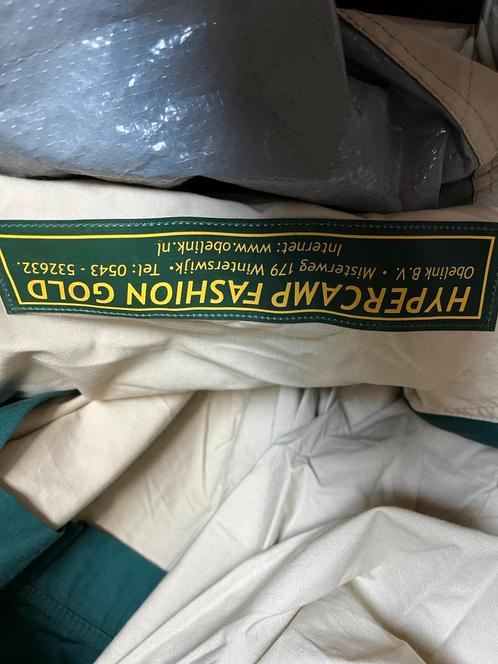 HYPERCAMP FASHION GOLD
Obelink B.V. • Misterweg 179 Winterswijk • Tel: 0543 - 532632.
Internet: www.obelink.nl